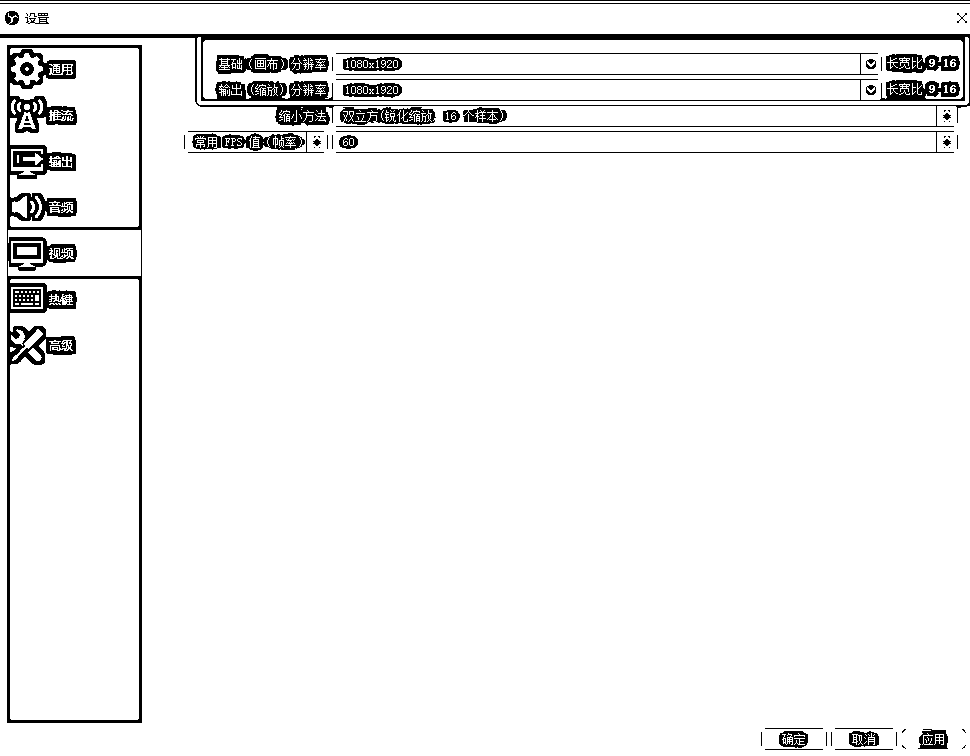 设置
通用
推流
输出
音频
视频
热键
高级
基础 (画布) 分辨率 1080x1920 长宽比 9:16
输出 (缩放) 分辨率 1080x1920 长宽比 9:16
缩小方法 双立方(锐化缩放, 16 个样本)
常用 FPS 值 (帧率) 60
确定 取消 应用